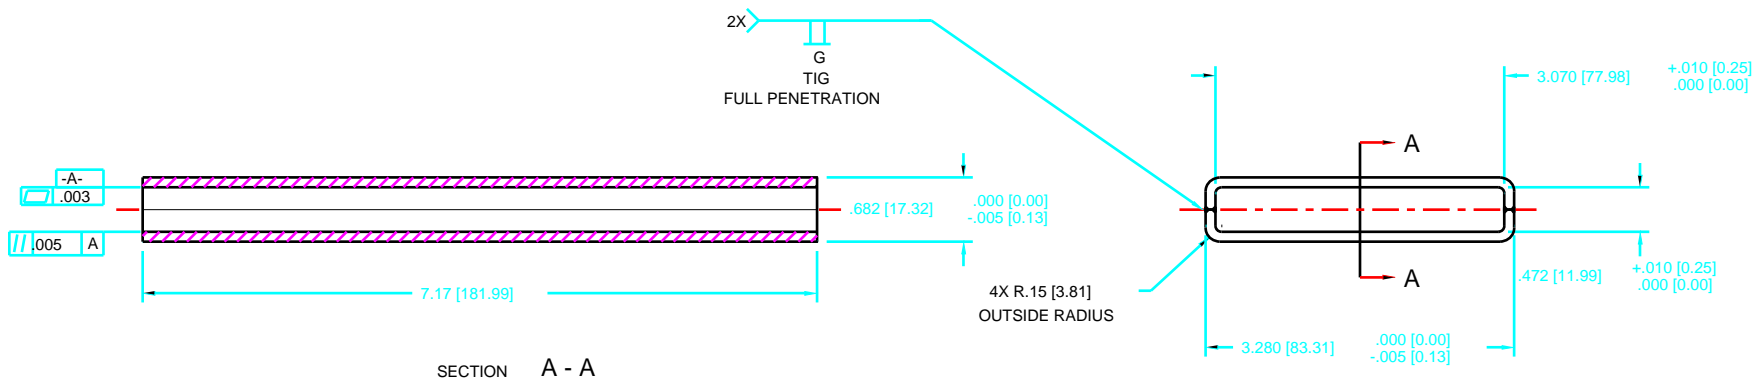 2X
G
TIG
FULL PENETRATION
3.070 [77.98]
+.010 [0.25]
.000 [0.00]
A
-A-
.003
.682 [17.32]
.000 [0.00]
-.005 [0.13]
// .005 A
7.17 [181.99]
4X R.15 [3.81]
OUTSIDE RADIUS
A
.472 [11.99]
+.010 [0.25]
.000 [0.00]
3.280 [83.31]
.000 [0.00]
-.005 [0.13]
SECTION A - A